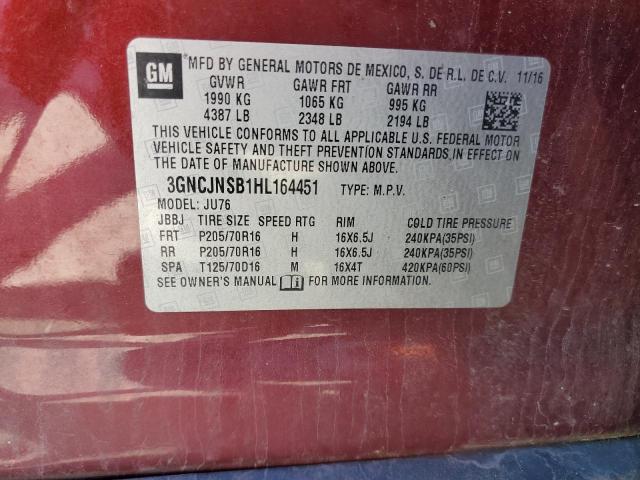 GM *MFD BY GENERAL MOTORS DE MEXICO, S. DE R.L. DE C.V. 11/16
GVWR GAWR FRT GAWR RR
1990 KG 1065 KG 995 KG
4387 LB 2348 LB 2194 LB
THIS VEHICLE CONFORMS TO ALL APPLICABLE U.S. FEDERAL MOTOR
VEHICLE SAFETY AND THEFT PREVENTION STANDARDS IN EFFECT ON
THE DATE OF MANUFACTURE SHOWN ABOVE.
3GNCJNSB1HL164451 TYPE: M.P.V.
MODEL: JU76
JBBJ TIRE SIZE SPEED RTG RIM COLD TIRE PRESSURE
FRT P205/70R16 H 16X6.5J 240KPA(35PSI)
RR P205/70R16 H 16X6.5J 240KPA(35PSI)
SPA T125/70D16 M 16X4T 420KPA(60PSI)
SEE OWNER'S MANUAL FOR MORE INFORMATION.